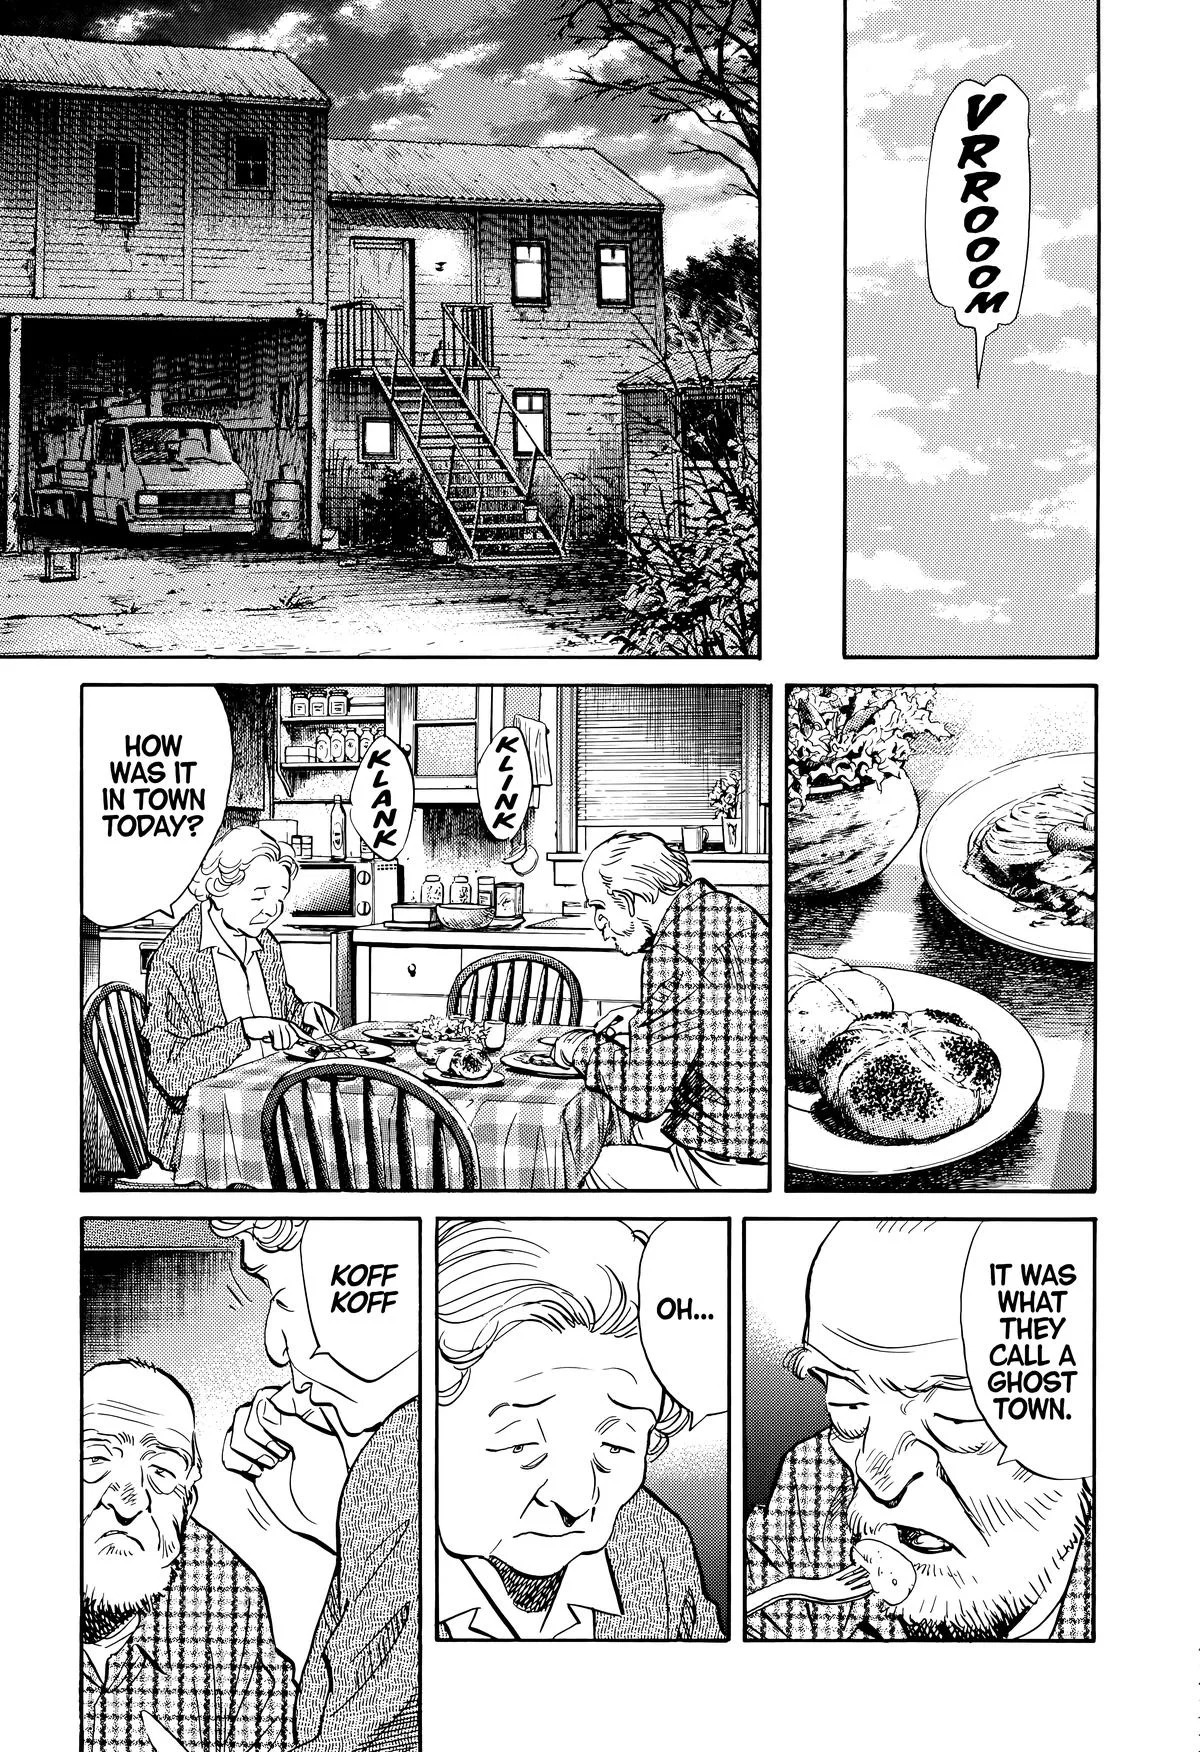 VRROOOM
KLINK
KLANK
HOW
WAS IT
IN TOWN
TODAY?
IT WAS
WHAT
THEY
CALL A
GHOST
TOWN.
OH...
KOFF
KOFF